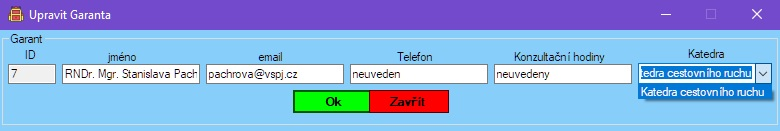 Upravit Garanta
Garant
ID jméno email Telefon Konzultační hodiny Katedra
7 RNDr. Mgr. Stanislava Pach pachrova@vspj.cz neuveden neuvedeny tedra cestovního ruchu
Katedra cestovního ruchu
Ok Zavřít